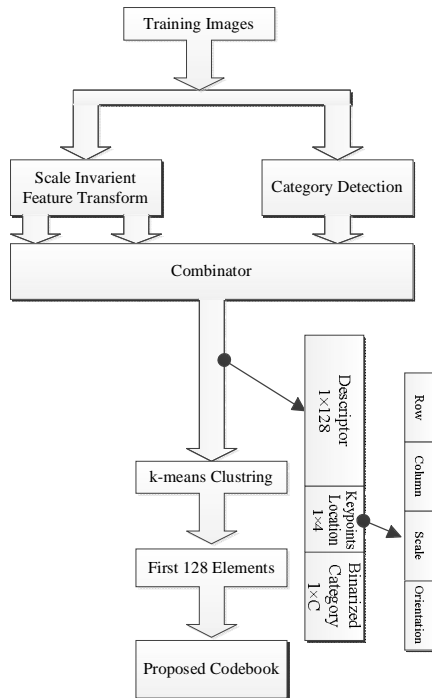 Training Images
Scale Invarient
Feature Transform
Category Detection
Combinator
Descriptor
1×128
Keypoints
Location
1×4
Binarized
Category
1×C
Row
Column
Scale
Orientation
k-means Clustring
First 128 Elements
Proposed Codebook